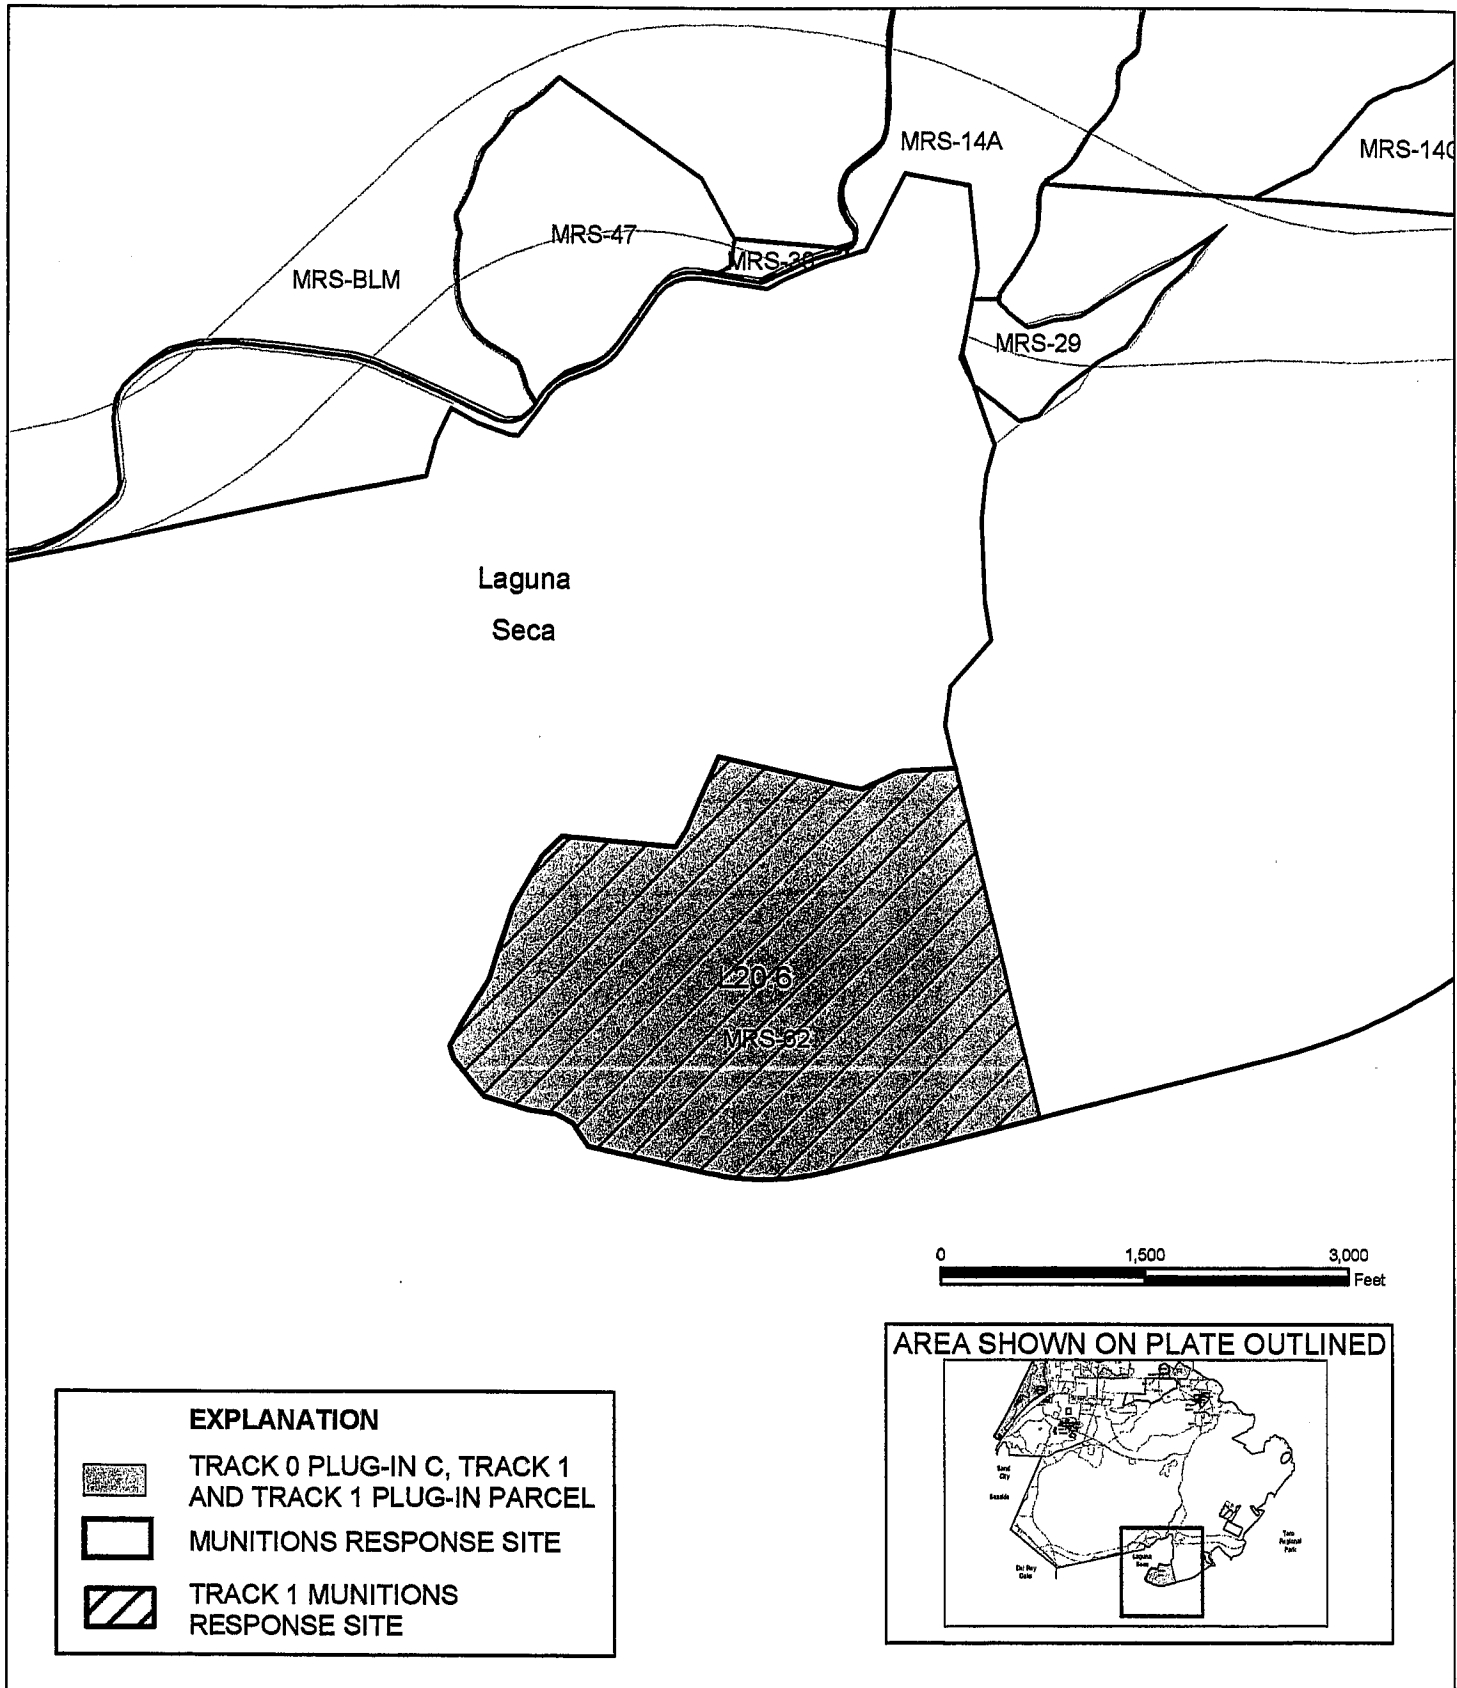 MRS-14A
MRS-14C
MRS-47
MRS-30
MRS-BLM
MRS-29
Laguna
Seca
L20.6
MRS-62
0 1,500 3,000
Feet
AREA SHOWN ON PLATE OUTLINED
Sand
City
Seaside
Del Rey
Oaks
Laguna
Seca
Toro
Regional
Park
EXPLANATION
TRACK 0 PLUG-IN C, TRACK 1
AND TRACK 1 PLUG-IN PARCEL
MUNITIONS RESPONSE SITE
TRACK 1 MUNITIONS
RESPONSE SITE